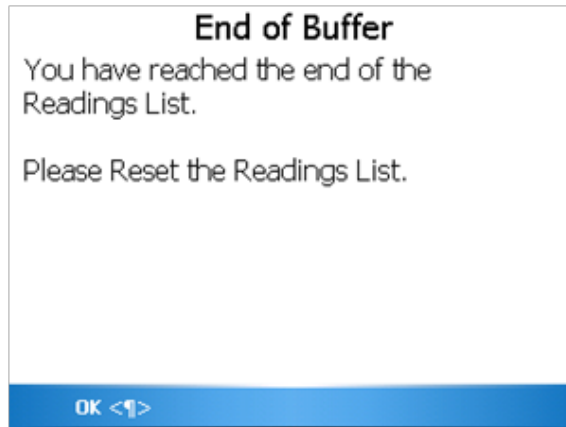 End of Buffer
You have reached the end of the
Readings List.
Please Reset the Readings List.
OK <¶>